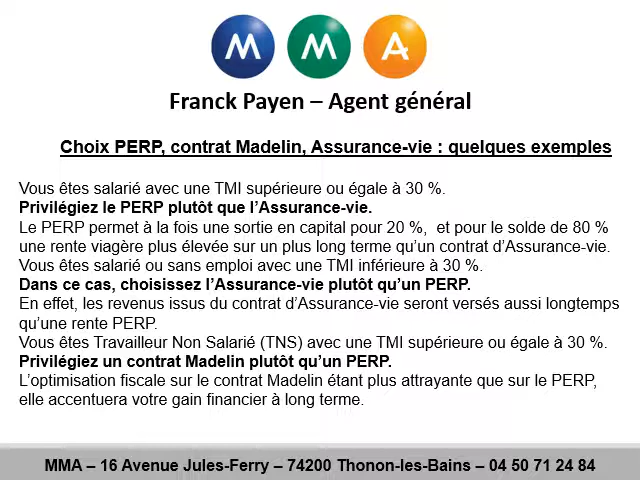 M M A
Franck Payen – Agent général
Choix PERP, contrat Madelin, Assurance-vie : quelques exemples
Vous êtes salarié avec une TMI supérieure ou égale à 30 %.
Privilégiez le PERP plutôt que l’Assurance-vie.
Le PERP permet à la fois une sortie en capital pour 20 %,  et pour le solde de 80 %
une rente viagère plus élevée sur un plus long terme qu’un contrat d’Assurance-vie.
Vous êtes salarié ou sans emploi avec une TMI inférieure à 30 %.
Dans ce cas, choisissez l’Assurance-vie plutôt qu’un PERP.
En effet, les revenus issus du contrat d’Assurance-vie seront versés aussi longtemps
qu’une rente PERP.
Vous êtes Travailleur Non Salarié (TNS) avec une TMI supérieure ou égale à 30 %.
Privilégiez un contrat Madelin plutôt qu’un PERP.
L’optimisation fiscale sur le contrat Madelin étant plus attrayante que sur le PERP,
elle accentuera votre gain financier à long terme.
MMA – 16 Avenue Jules-Ferry – 74200 Thonon-les-Bains – 04 50 71 24 84